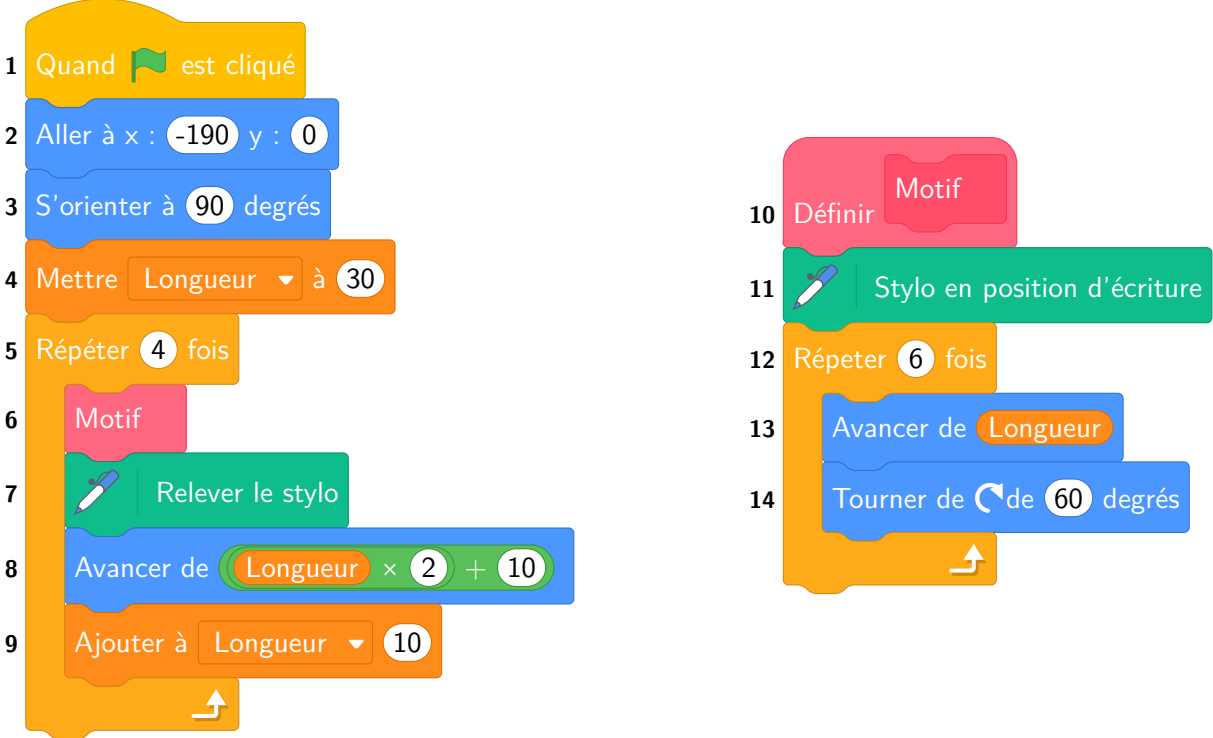 1 Quand est cliqué
2 Aller à x : -190 y : 0
3 S'orienter à 90 degrés
4 Mettre Longueur à 30
5 Répéter 4 fois
6 Motif
7 Relever le stylo
8 Avancer de Longueur × 2 + 10
9 Ajouter à Longueur 10
10 Définir Motif
11 Stylo en position d'écriture
12 Répeter 6 fois
13 Avancer de Longueur
14 Tourner de de 60 degrés